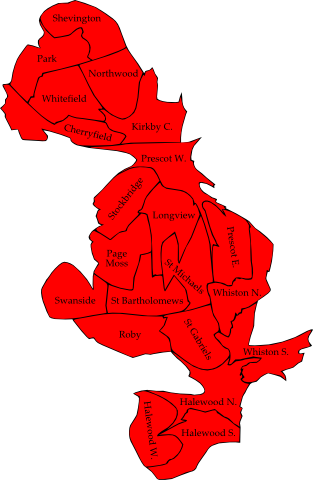 Shevington
Park
Northwood
Whitefield
Cherryfield
Kirkby C.
Prescot W.
Stockbridge
Longview
Prescot E.
Page
Moss
St Michaels
Swanside
St Bartholomews
Whiston N.
Roby
St Gabriels
Whiston S.
Halewood N.
Halewood W.
Halewood S.